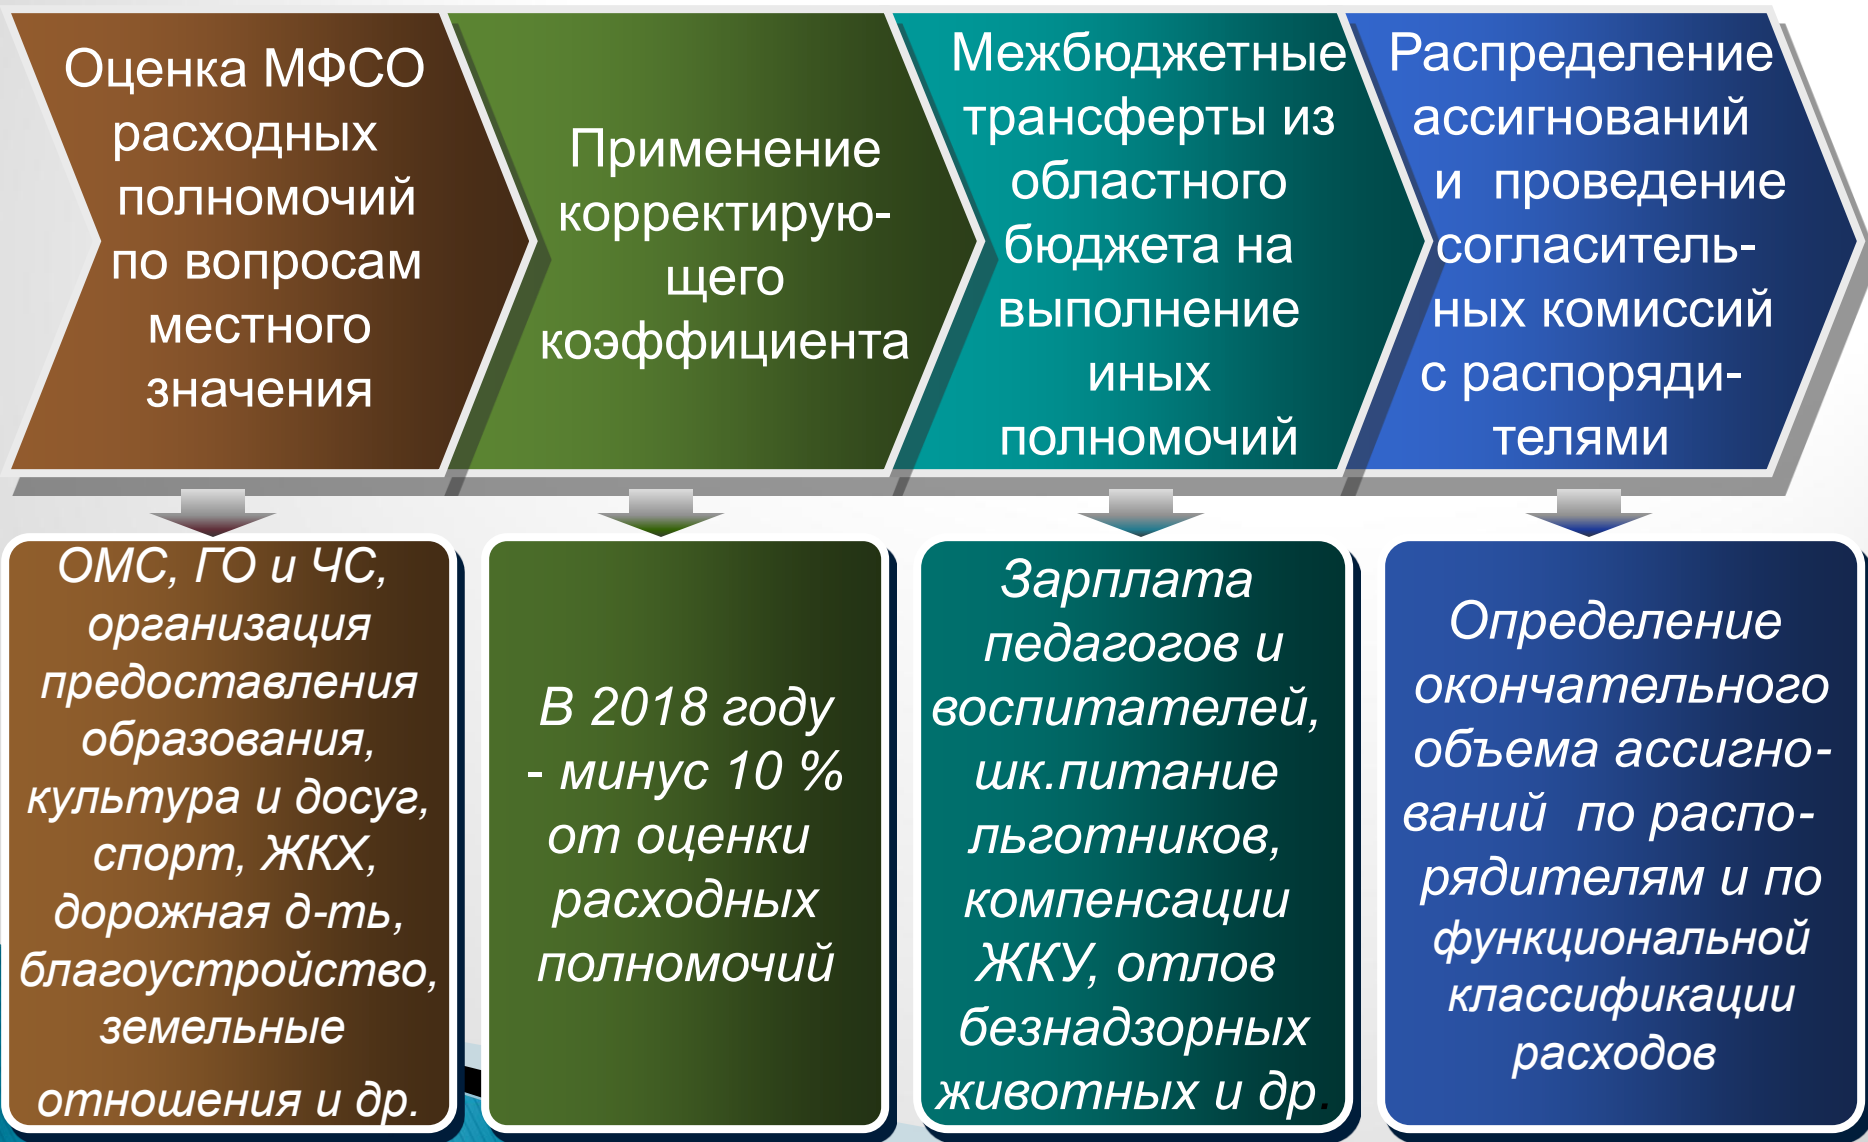 Оценка МФСО
расходных
полномочий
по вопросам
местного
значения
Применение
корректирую-
щего
коэффициента
Межбюджетные
трансферты из
областного
бюджета на
выполнение
иных
полномочий
Распределение
ассигнований
и проведение
согласитель-
ных комиссий
с распоряди-
телями
ОМС, ГО и ЧС,
организация
предоставления
образования,
культура и досуг,
спорт, ЖКХ,
дорожная д-ть,
благоустройство,
земельные
отношения и др.
В 2018 году
- минус 10 %
от оценки
расходных
полномочий
Зарплата
педагогов и
воспитателей,
шк.питание
льготников,
компенсации
ЖКУ, отлов
безнадзорных
животных и др.
Определение
окончательного
объема ассигно-
ваний по распо-
рядителям и по
функциональной
классификации
расходов